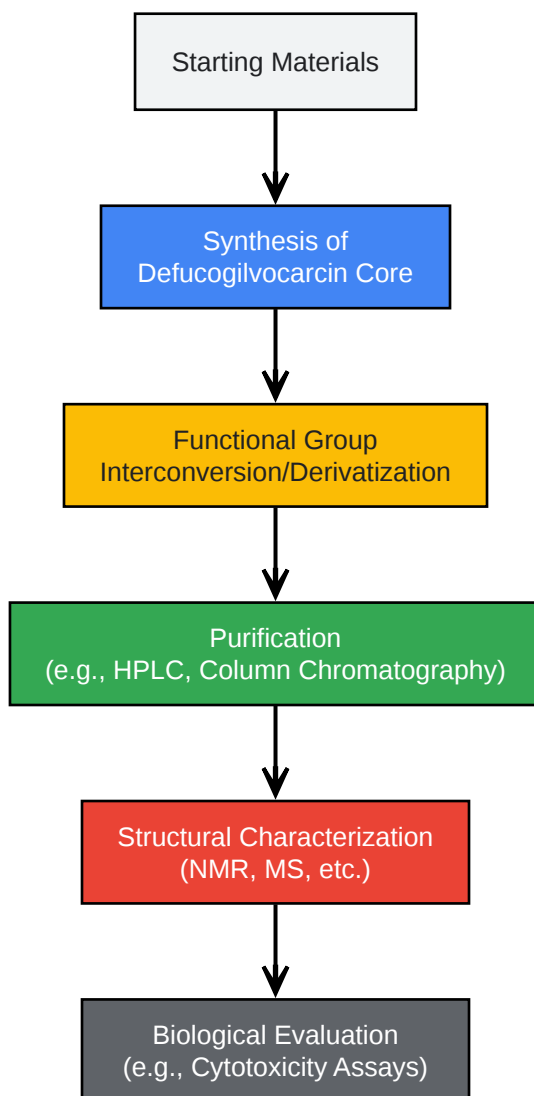 Starting Materials
Synthesis of
Defucogilvocarcin Core
Functional Group
Interconversion/Derivatization
Purification
(e.g., HPLC, Column Chromatography)
Structural Characterization
(NMR, MS, etc.)
Biological Evaluation
(e.g., Cytotoxicity Assays)